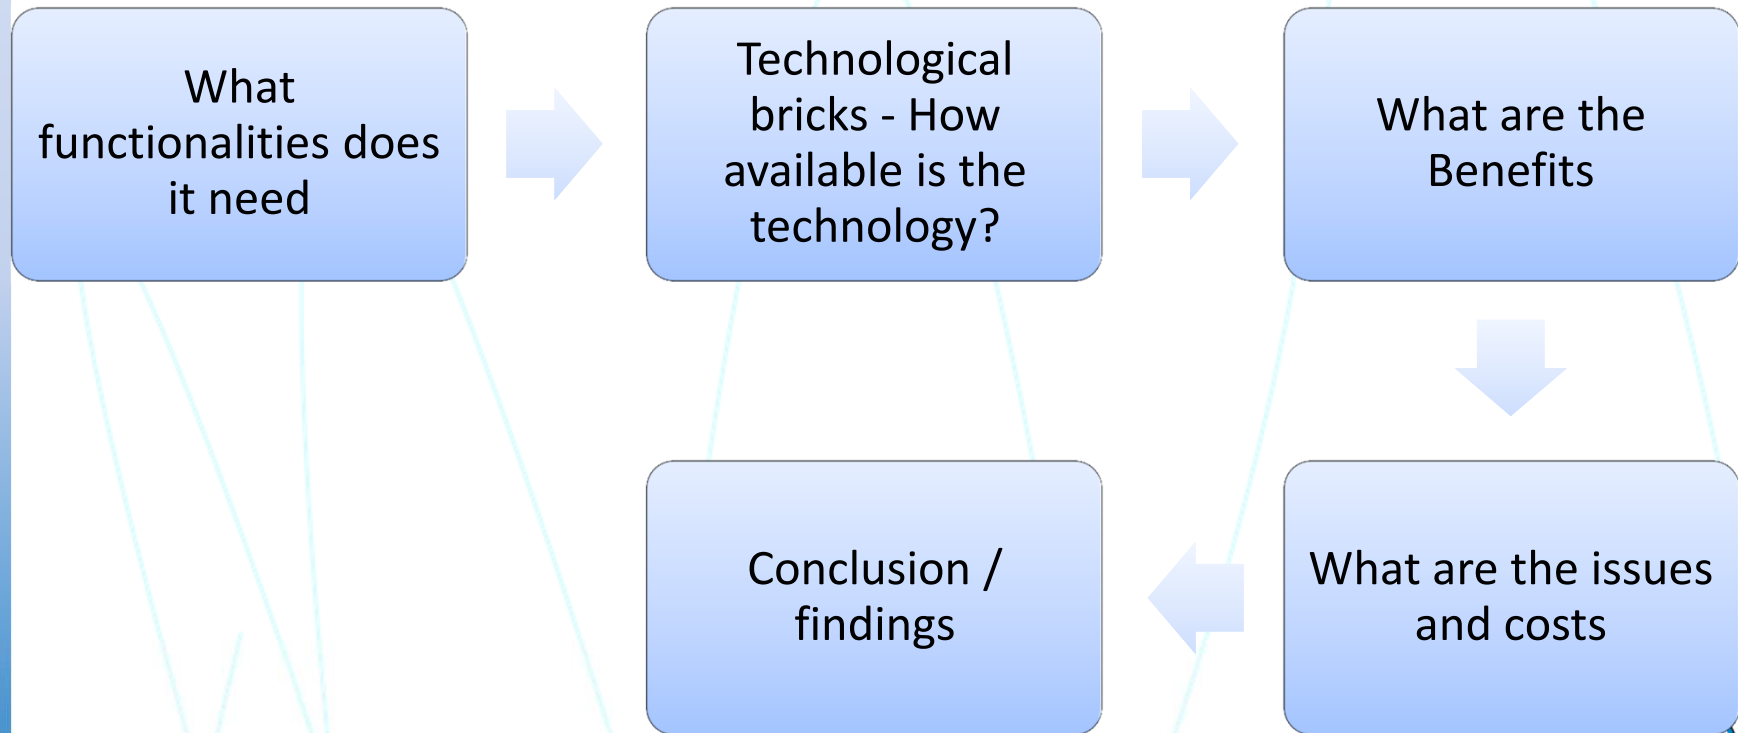 What
functionalities does
it need
Technological
bricks - How
available is the
technology?
What are the
Benefits
What are the issues
and costs
Conclusion /
findings